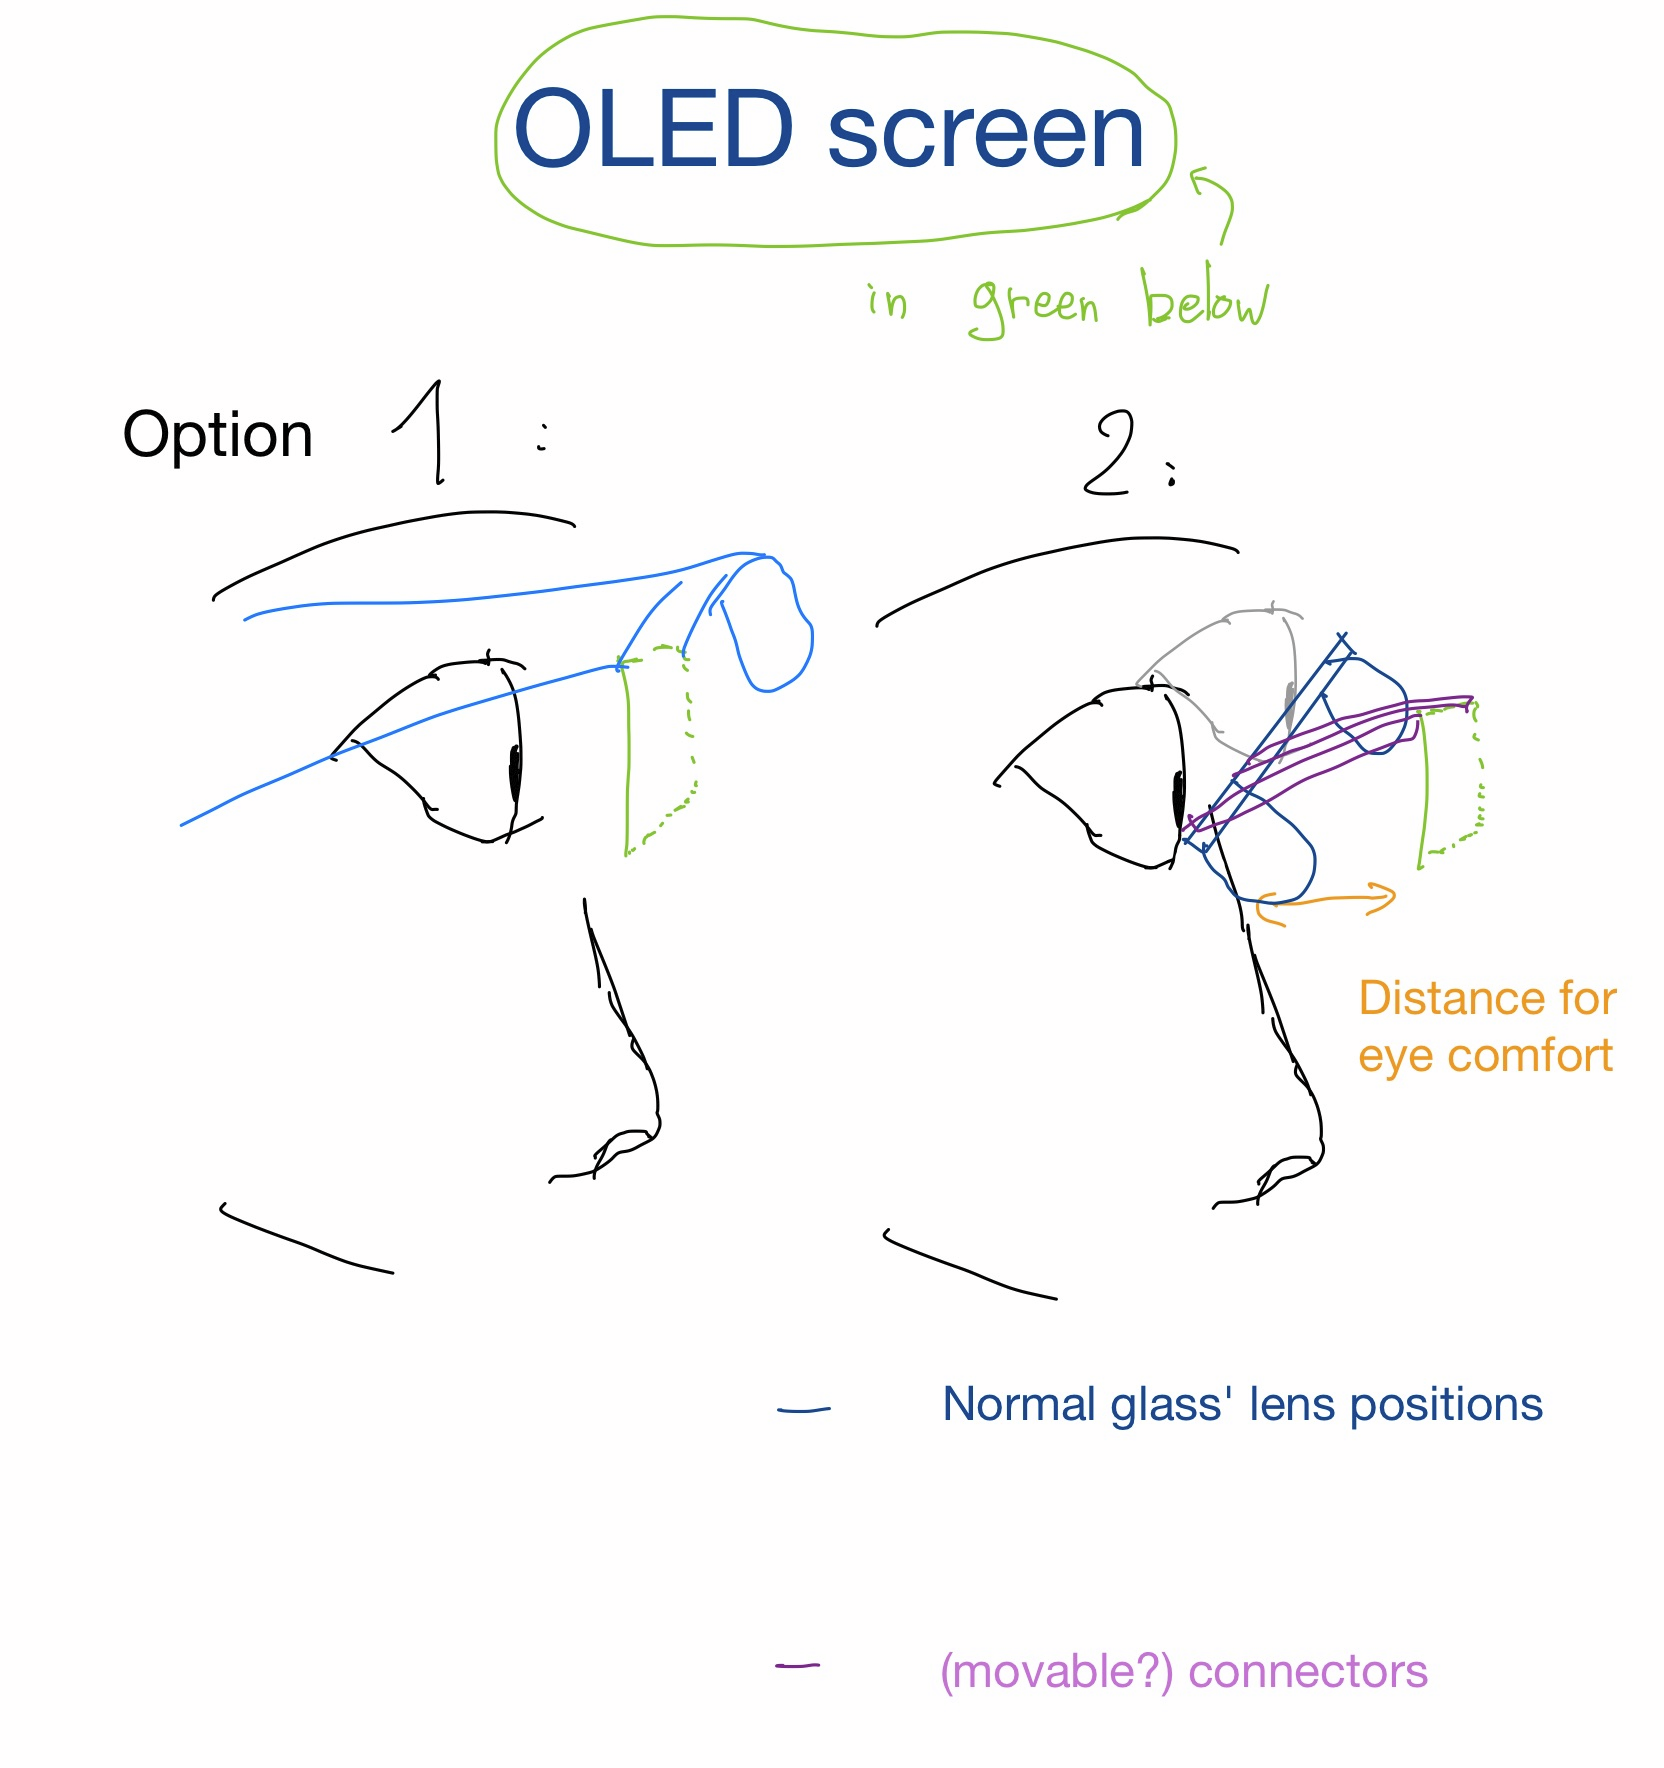 OLED screen
in green below
Option 1 :
2 :
Distance for
eye comfort
Normal glass' lens positions
(movable?) connectors